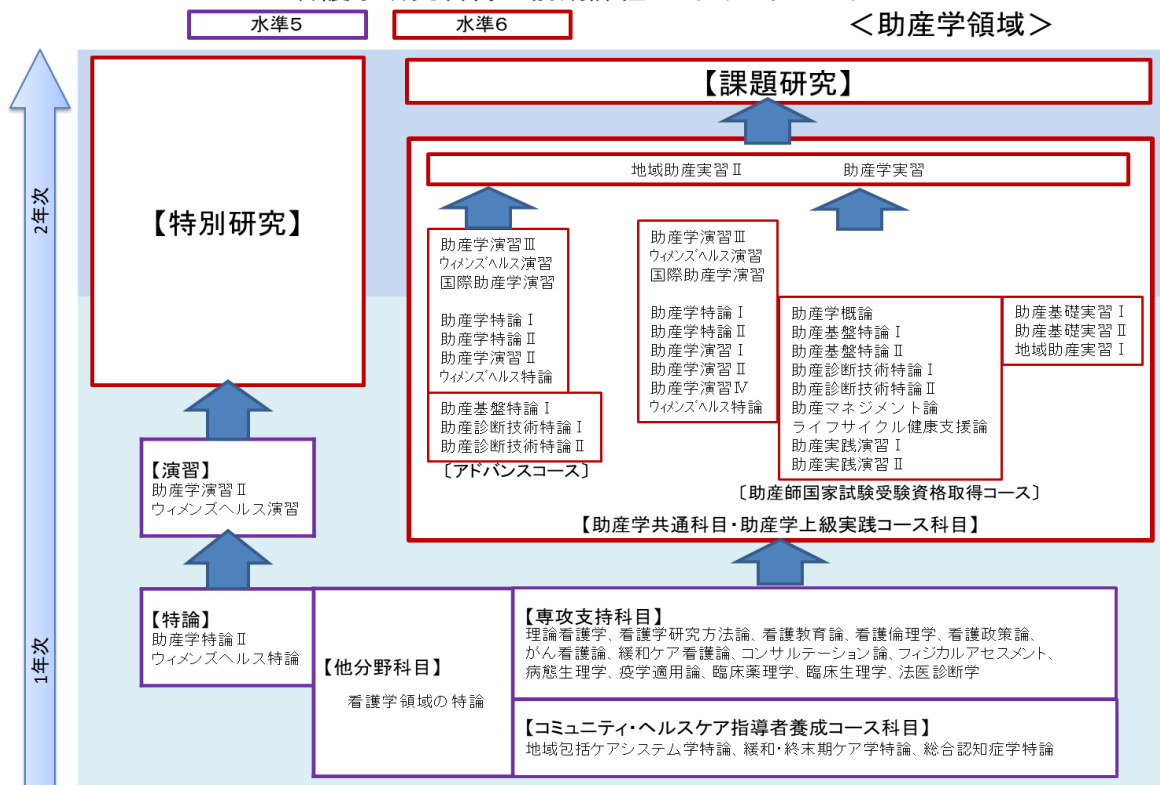 水準5
水準6
＜助産学領域＞
2年次
1年次
【特別研究】
【課題研究】
地域助産実習Ⅱ
助産学実習
助産学演習Ⅲ
ウィメンズヘルス演習
国際助産学演習
助産学特論Ⅰ
助産学特論Ⅱ
助産学演習Ⅱ
ウィメンズヘルス特論
助産基盤特論Ⅰ
助産診断技術特論Ⅰ
助産診断技術特論Ⅱ
〔アドバンスコース〕
助産学演習Ⅲ
ウィメンズヘルス演習
国際助産学演習
助産学特論Ⅰ
助産学特論Ⅱ
助産学演習Ⅰ
助産学演習Ⅱ
助産学演習Ⅳ
ウィメンズヘルス特論
助産学概論
助産基盤特論Ⅰ
助産基盤特論Ⅱ
助産診断技術特論Ⅰ
助産診断技術特論Ⅱ
助産マネジメント論
ライフサイクル健康支援論
助産実践演習Ⅰ
助産実践演習Ⅱ
助産基礎実習Ⅰ
助産基礎実習Ⅱ
地域助産実習Ⅰ
〔助産師国家試験受験資格取得コース〕
【助産学共通科目・助産学上級実践コース科目】
【演習】
助産学演習Ⅱ
ウィメンズヘルス演習
【特論】
助産学特論Ⅱ
ウィメンズヘルス特論
【他分野科目】
看護学領域の特論
【専攻支持科目】
理論看護学、看護学研究方法論、看護教育論、看護倫理学、看護政策論、
がん看護論、緩和ケア看護論、コンサルテーション論、フィジカルアセスメント、
病態生理学、疫学適用論、臨床薬理学、臨床生理学、法医診断学
【コミュニティ・ヘルスケア指導者養成コース科目】
地域包括ケアシステム学特論、緩和・終末期ケア学特論、総合認知症学特論